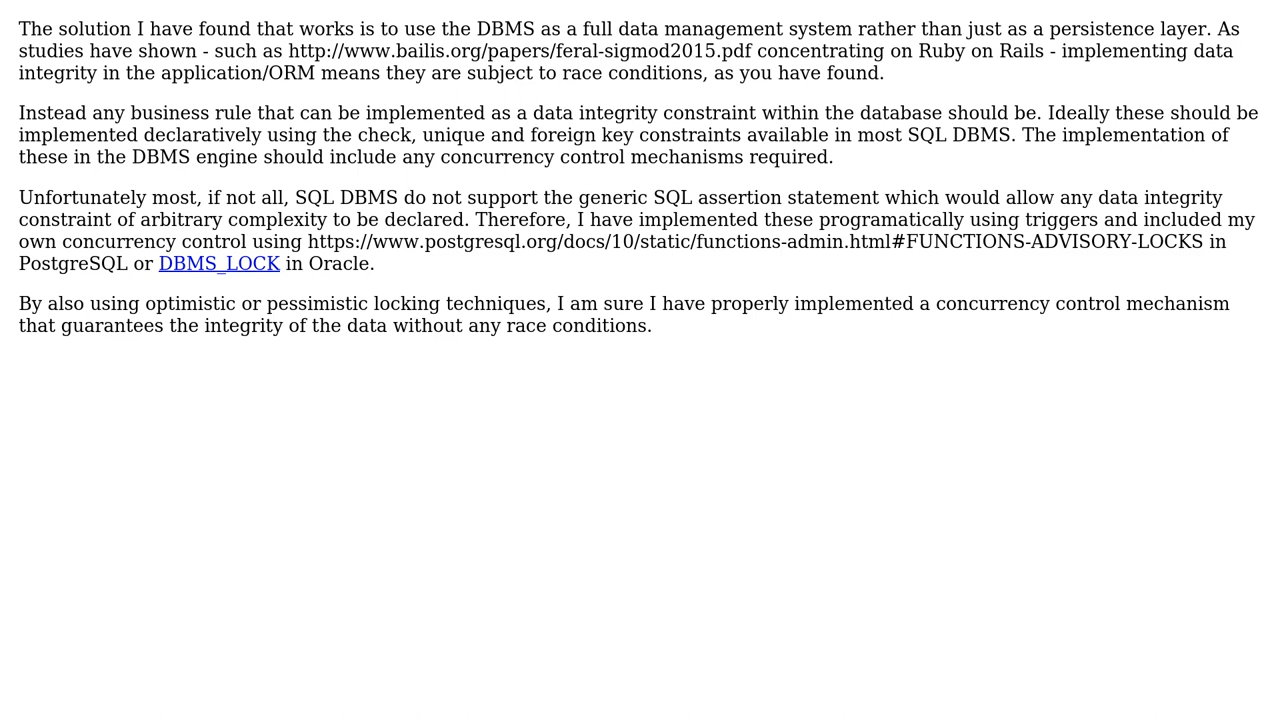 The solution I have found that works is to use the DBMS as a full data management system rather than just as a persistence layer. As
studies have shown - such as http://www.bailis.org/papers/feral-sigmod2015.pdf concentrating on Ruby on Rails - implementing data
integrity in the application/ORM means they are subject to race conditions, as you have found.
Instead any business rule that can be implemented as a data integrity constraint within the database should be. Ideally these should be
implemented declaratively using the check, unique and foreign key constraints available in most SQL DBMS. The implementation of
these in the DBMS engine should include any concurrency control mechanisms required.
Unfortunately most, if not all, SQL DBMS do not support the generic SQL assertion statement which would allow any data integrity
constraint of arbitrary complexity to be declared. Therefore, I have implemented these programatically using triggers and included my
own concurrency control using https://www.postgresql.org/docs/10/static/functions-admin.html#FUNCTIONS-ADVISORY-LOCKS in
PostgreSQL or DBMS_LOCK in Oracle.
By also using optimistic or pessimistic locking techniques, I am sure I have properly implemented a concurrency control mechanism
that guarantees the integrity of the data without any race conditions.